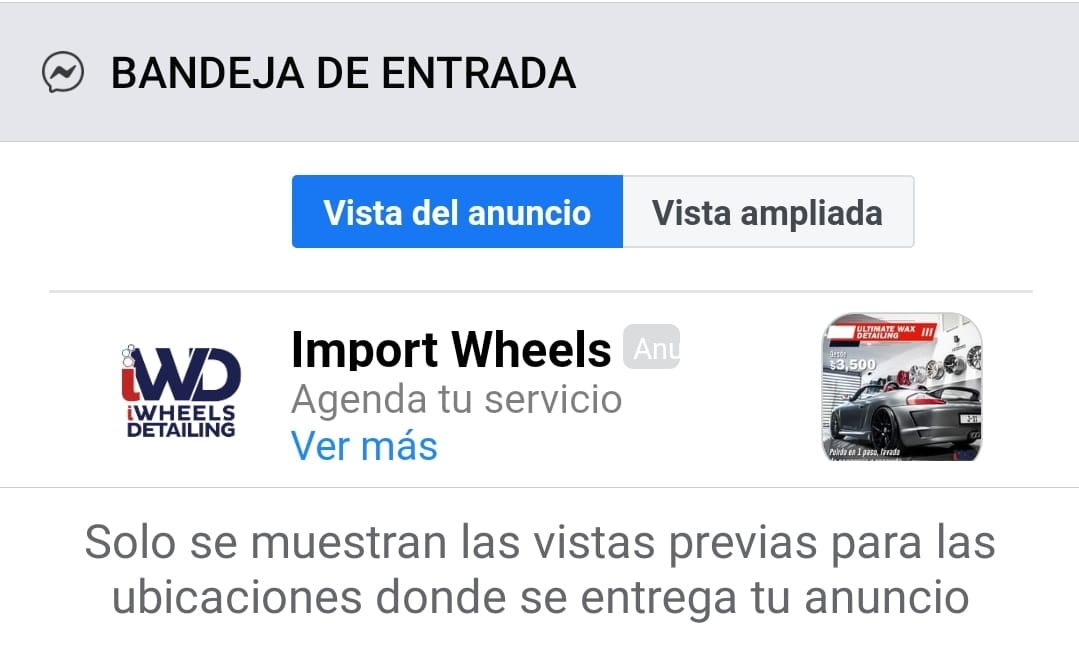 BANDEJA DE ENTRADA
Vista del anuncio
Vista ampliada
iWD
iWHEELS
DETAILING
Import Wheels
Anu
Agenda tu servicio
Ver más
ULTIMATE WAX
DETAILING
Desde
$3,500
Pulido en 1 paso, lavado
Solo se muestran las vistas previas para las
ubicaciones donde se entrega tu anuncio